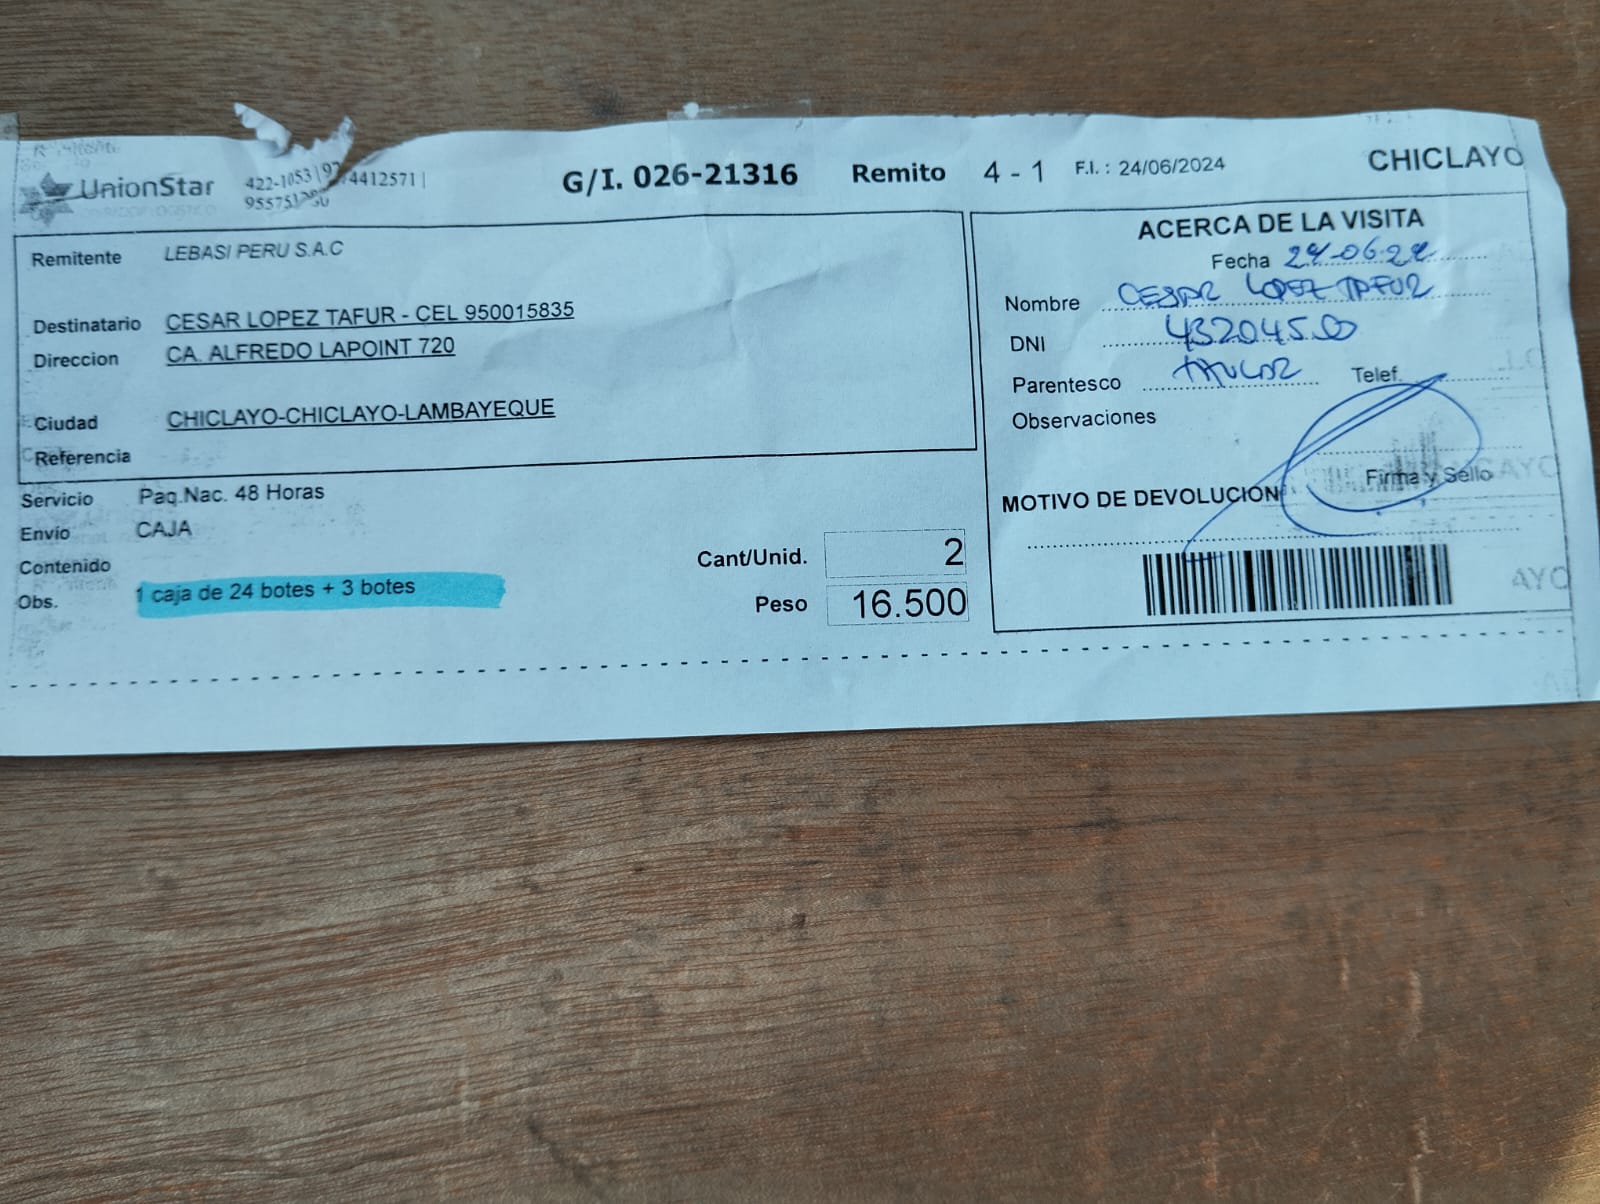 UnionStar
G/I. 026-21316 Remito 4 - 1 F.I.: 24/06/2024 CHICLAYO
422-1053
Remitente LEBASI PERU S.A.C
Destinatario CESAR LOPEZ TAFUR - CEL 950015835
Direccion CA. ALFREDO LAPOINT 720
Ciudad CHICLAYO-CHICLAYO-LAMBAYEQUE
Referencia
Servicio Paq.Nac. 48 Horas
Envío CAJA
Contenido
Obs. 1 caja de 24 botes + 3 botes
Cant/Unid. 2
Peso 16.500
ACERCA DE LA VISITA
Fecha
Nombre CESAR LOPEZ TAFUR
DNI 43204500
Parentesco TITULAR Telef.
Observaciones
Firma y Sello
MOTIVO DE DEVOLUCION